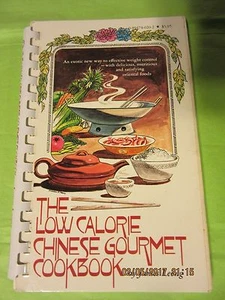 An exotic new way to effective weight control
—with delicious, nutritious
and satisfying
oriental foods
THE
LOW CALORIE
CHINESE GOURMET
COOKBOOK